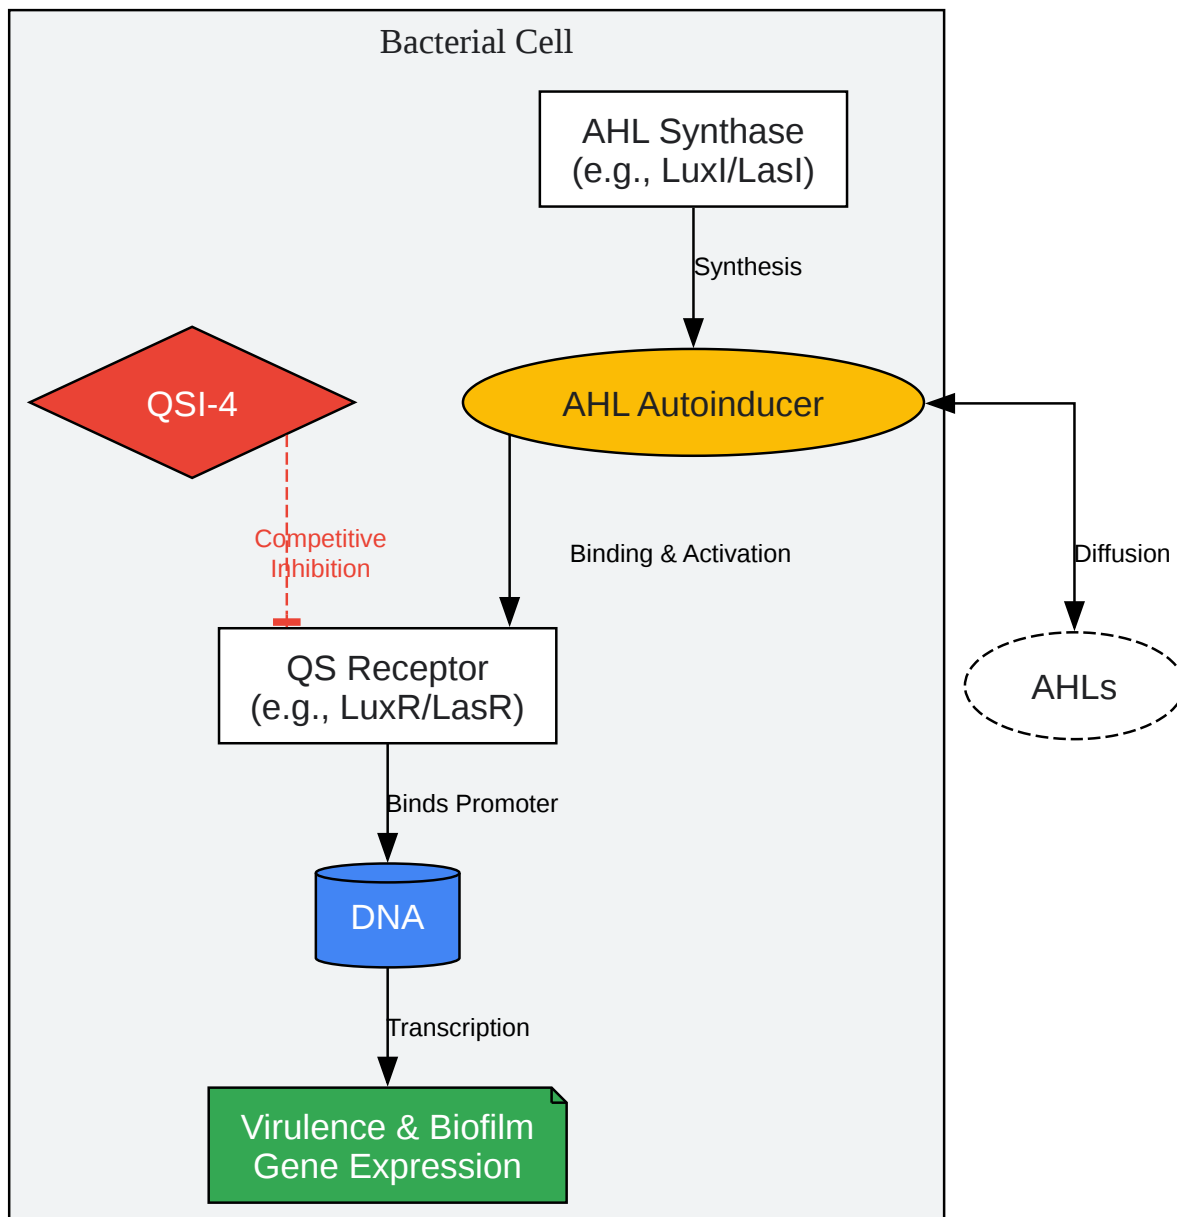 Bacterial Cell
AHL Synthase
(e.g., LuxI/LasI)
Synthesis
QSI-4
AHL Autoinducer
Competitive
Inhibition
Binding & Activation
Diffusion
QS Receptor
(e.g., LuxR/LasR)
AHLs
Binds Promoter
DNA
Transcription
Virulence & Biofilm
Gene Expression